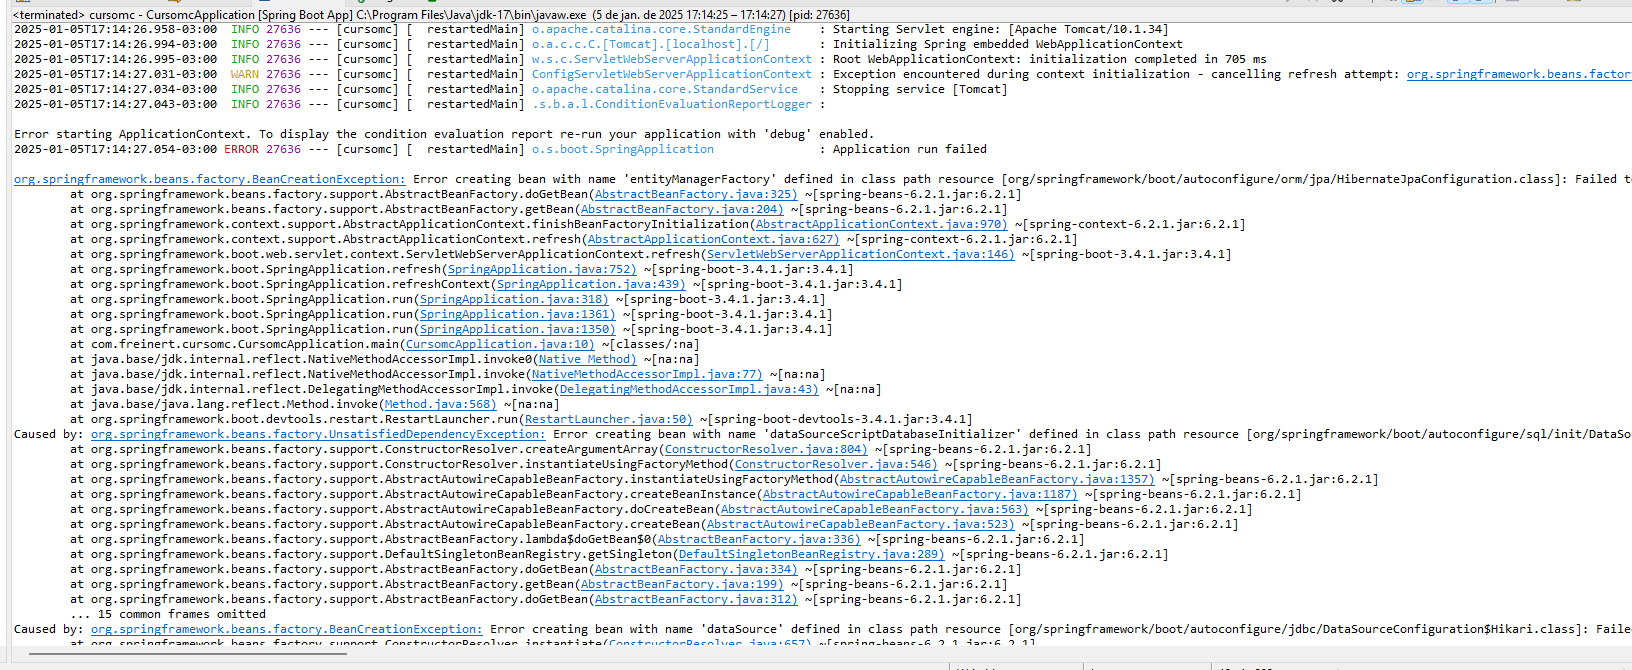 <terminated> cursomc - CursomcApplication [Spring Boot App] C:\Program Files\Java\jdk-17\bin\javaw.exe  (5 de jan. de 2025 17:14:25 – 17:14:27) [pid: 27636]
2025-01-05T17:14:26.958-03:00  INFO 27636 --- [cursomc] [  restartedMain] o.apache.catalina.core.StandardEngine    : Starting Servlet engine: [Apache Tomcat/10.1.34]
2025-01-05T17:14:26.994-03:00  INFO 27636 --- [cursomc] [  restartedMain] o.a.c.c.C.[Tomcat].[localhost].[/]       : Initializing Spring embedded WebApplicationContext
2025-01-05T17:14:26.995-03:00  INFO 27636 --- [cursomc] [  restartedMain] w.s.c.ServletWebServerApplicationContext : Root WebApplicationContext: initialization completed in 705 ms
2025-01-05T17:14:27.031-03:00  WARN 27636 --- [cursomc] [  restartedMain] ConfigServletWebServerApplicationContext : Exception encountered during context initialization - cancelling refresh attempt: org.springframework.beans.factor
2025-01-05T17:14:27.034-03:00  INFO 27636 --- [cursomc] [  restartedMain] o.apache.catalina.core.StandardService   : Stopping service [Tomcat]
2025-01-05T17:14:27.043-03:00  INFO 27636 --- [cursomc] [  restartedMain] .s.b.a.l.ConditionEvaluationReportLogger :
Error starting ApplicationContext. To display the condition evaluation report re-run your application with 'debug' enabled.
2025-01-05T17:14:27.054-03:00 ERROR 27636 --- [cursomc] [  restartedMain] o.s.boot.SpringApplication               : Application run failed
org.springframework.beans.factory.BeanCreationException: Error creating bean with name 'entityManagerFactory' defined in class path resource [org/springframework/boot/autoconfigure/orm/jpa/HibernateJpaConfiguration.class]: Failed t
at org.springframework.beans.factory.support.AbstractBeanFactory.doGetBean(AbstractBeanFactory.java:325) ~[spring-beans-6.2.1.jar:6.2.1]
at org.springframework.beans.factory.support.AbstractBeanFactory.getBean(AbstractBeanFactory.java:204) ~[spring-beans-6.2.1.jar:6.2.1]
at org.springframework.context.support.AbstractApplicationContext.finishBeanFactoryInitialization(AbstractApplicationContext.java:970) ~[spring-context-6.2.1.jar:6.2.1]
at org.springframework.context.support.AbstractApplicationContext.refresh(AbstractApplicationContext.java:627) ~[spring-context-6.2.1.jar:6.2.1]
at org.springframework.boot.web.servlet.context.ServletWebServerApplicationContext.refresh(ServletWebServerApplicationContext.java:146) ~[spring-boot-3.4.1.jar:3.4.1]
at org.springframework.boot.SpringApplication.refresh(SpringApplication.java:752) ~[spring-boot-3.4.1.jar:3.4.1]
at org.springframework.boot.SpringApplication.refreshContext(SpringApplication.java:439) ~[spring-boot-3.4.1.jar:3.4.1]
at org.springframework.boot.SpringApplication.run(SpringApplication.java:318) ~[spring-boot-3.4.1.jar:3.4.1]
at org.springframework.boot.SpringApplication.run(SpringApplication.java:1361) ~[spring-boot-3.4.1.jar:3.4.1]
at org.springframework.boot.SpringApplication.run(SpringApplication.java:1350) ~[spring-boot-3.4.1.jar:3.4.1]
at com.freinert.cursomc.CursomcApplication.main(CursomcApplication.java:10) ~[classes/:na]
at java.base/jdk.internal.reflect.NativeMethodAccessorImpl.invoke0(Native Method) ~[na:na]
at java.base/jdk.internal.reflect.NativeMethodAccessorImpl.invoke(NativeMethodAccessorImpl.java:77) ~[na:na]
at java.base/jdk.internal.reflect.DelegatingMethodAccessorImpl.invoke(DelegatingMethodAccessorImpl.java:43) ~[na:na]
at java.base/java.lang.reflect.Method.invoke(Method.java:568) ~[na:na]
at org.springframework.boot.devtools.restart.RestartLauncher.run(RestartLauncher.java:50) ~[spring-boot-devtools-3.4.1.jar:3.4.1]
Caused by: org.springframework.beans.factory.UnsatisfiedDependencyException: Error creating bean with name 'dataSourceScriptDatabaseInitializer' defined in class path resource [org/springframework/boot/autoconfigure/sql/init/DataSo
at org.springframework.beans.factory.support.ConstructorResolver.createArgumentArray(ConstructorResolver.java:804) ~[spring-beans-6.2.1.jar:6.2.1]
at org.springframework.beans.factory.support.ConstructorResolver.instantiateUsingFactoryMethod(ConstructorResolver.java:546) ~[spring-beans-6.2.1.jar:6.2.1]
at org.springframework.beans.factory.support.AbstractAutowireCapableBeanFactory.instantiateUsingFactoryMethod(AbstractAutowireCapableBeanFactory.java:1357) ~[spring-beans-6.2.1.jar:6.2.1]
at org.springframework.beans.factory.support.AbstractAutowireCapableBeanFactory.createBeanInstance(AbstractAutowireCapableBeanFactory.java:1187) ~[spring-beans-6.2.1.jar:6.2.1]
at org.springframework.beans.factory.support.AbstractAutowireCapableBeanFactory.doCreateBean(AbstractAutowireCapableBeanFactory.java:563) ~[spring-beans-6.2.1.jar:6.2.1]
at org.springframework.beans.factory.support.AbstractAutowireCapableBeanFactory.createBean(AbstractAutowireCapableBeanFactory.java:523) ~[spring-beans-6.2.1.jar:6.2.1]
at org.springframework.beans.factory.support.AbstractBeanFactory.lambda$doGetBean$0(AbstractBeanFactory.java:336) ~[spring-beans-6.2.1.jar:6.2.1]
at org.springframework.beans.factory.support.DefaultSingletonBeanRegistry.getSingleton(DefaultSingletonBeanRegistry.java:289) ~[spring-beans-6.2.1.jar:6.2.1]
at org.springframework.beans.factory.support.AbstractBeanFactory.doGetBean(AbstractBeanFactory.java:334) ~[spring-beans-6.2.1.jar:6.2.1]
at org.springframework.beans.factory.support.AbstractBeanFactory.getBean(AbstractBeanFactory.java:199) ~[spring-beans-6.2.1.jar:6.2.1]
at org.springframework.beans.factory.support.AbstractBeanFactory.doGetBean(AbstractBeanFactory.java:312) ~[spring-beans-6.2.1.jar:6.2.1]
... 15 common frames omitted
Caused by: org.springframework.beans.factory.BeanCreationException: Error creating bean with name 'dataSource' defined in class path resource [org/springframework/boot/autoconfigure/jdbc/DataSourceConfiguration$Hikari.class]: Faile
at org.springframework.beans.factory.support.ConstructorResolver.instantiate(ConstructorResolver.java:657) ~[spring-beans-6.2.1.jar:6.2.1]